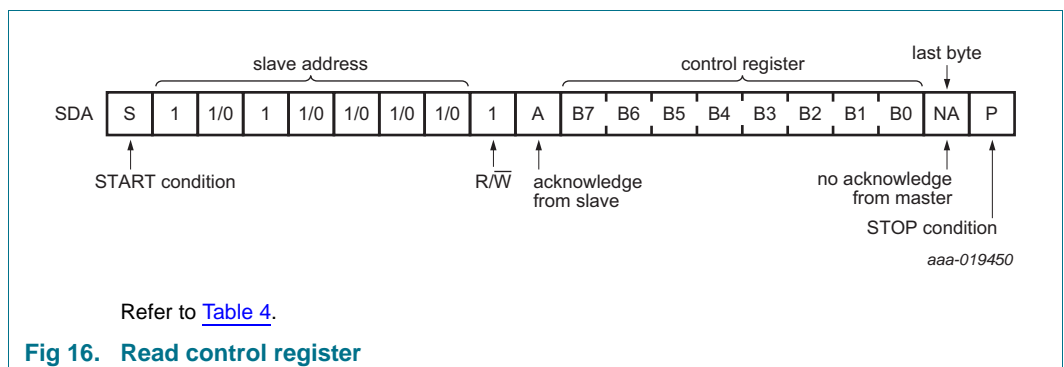 last byte
slave address
control register
SDA S 1 1/0 1 1/0 1/0 1/0 1/0 1 A B7 B6 B5 B4 B3 B2 B1 B0 NA P
START condition
R/W̅
acknowledge
from slave
no acknowledge
from master
STOP condition
aaa-019450
Refer to Table 4.
Fig 16. Read control register